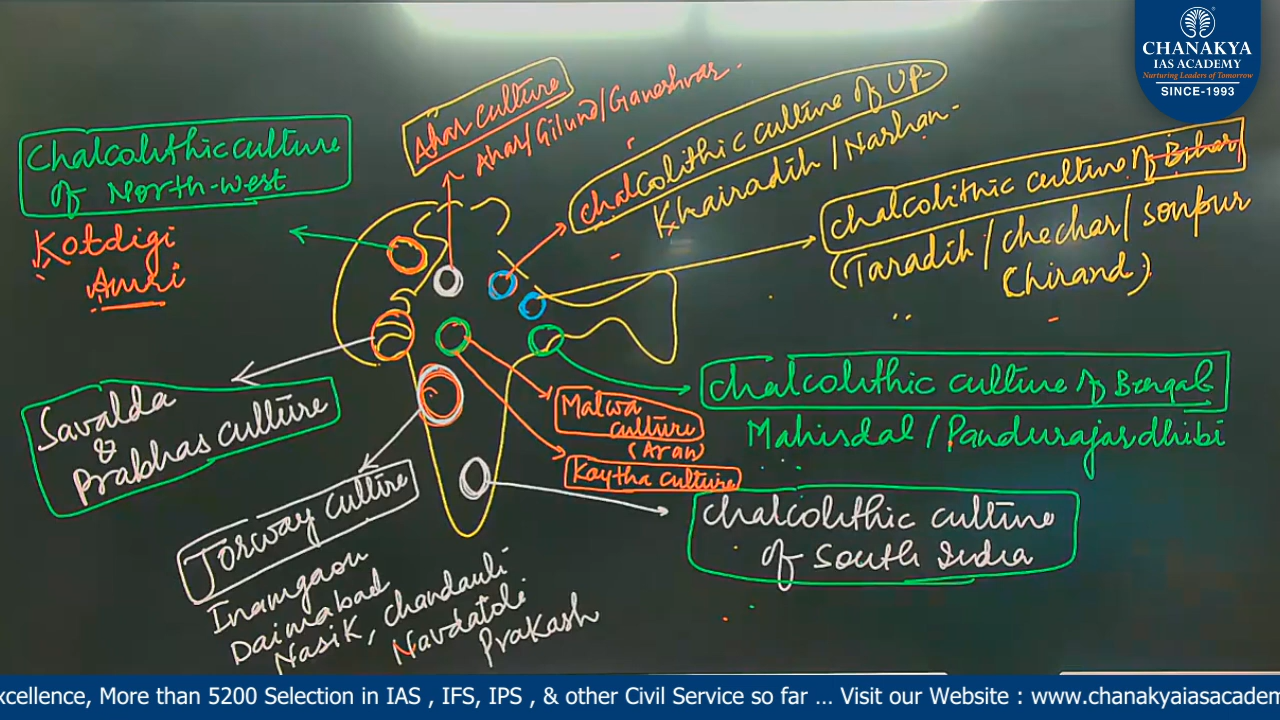 CHANAKYA
IAS ACADEMY
Nurturing Leaders of Tomorrow
SINCE-1993
Ahar culture
Ahar/Gilund/Ganeshvar
Chalcolithic culture
of North-west
Kotdigi
Amri
chalcolithic culture of UP
Khairadih / Narhan
chalcolithic culture of Bihar
(Taradih / chechar / sonpur
Chirand)
Savalda
&
Prabhas culture
Malwa
culture
Kaytha culture
chalcolithic culture of Bengal
Mahisdal / Pandurajardhibi
Jorway culture
Inamgaon
Daimabad
Nasik, chandauli
Navdatoli
Prakash
chalcolithic culture
of South India
xcellence, More than 5200 Selection in IAS , IFS, IPS , & other Civil Service so far ... Visit our Website : www.chanakyaiasacadem